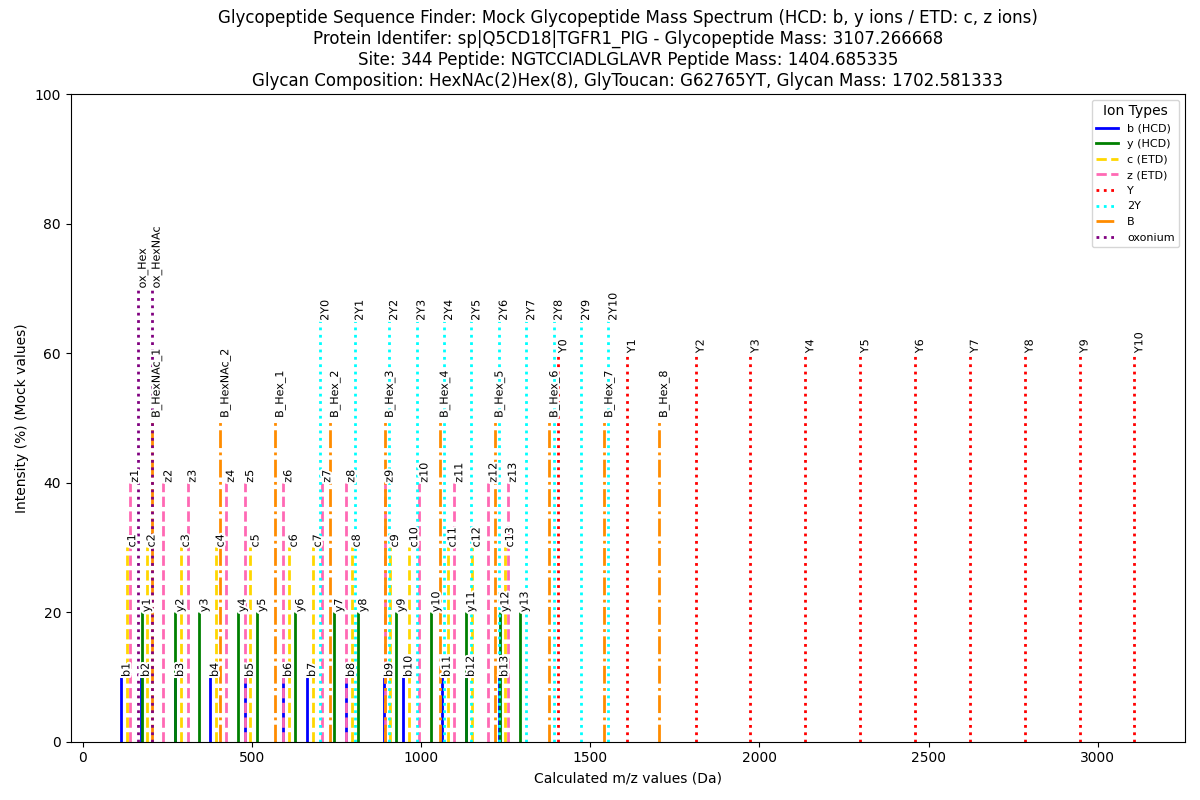 Glycopeptide Sequence Finder: Mock Glycopeptide Mass Spectrum (HCD: b, y ions / ETD: c, z ions)
Protein Identifer: sp|Q5CD18|TGFR1_PIG - Glycopeptide Mass: 3107.266668
Site: 344 Peptide: NGTCCIADLGLAVR Peptide Mass: 1404.685335
Glycan Composition: HexNAc(2)Hex(8), GlyToucan: G62765YT, Glycan Mass: 1702.581333
Intensity (%) (Mock values)
100
80
60
40
20
0
Ion Types
b (HCD)
y (HCD)
c (ETD)
z (ETD)
Y
2Y
B
oxonium
ox_Hex
ox_HexNAc
2Y0
2Y1
2Y2
2Y3
2Y4
2Y5
2Y6
2Y7
2Y8
2Y9
2Y10
Y0
Y1
Y2
Y3
Y4
Y5
Y6
Y7
Y8
Y9
Y10
B_HexNAc_1
B_HexNAc_2
B_Hex_1
B_Hex_2
B_Hex_3
B_Hex_4
B_Hex_5
B_Hex_6
B_Hex_7
B_Hex_8
z1
z2
z3
z4
z5
z6
z7
z8
z9
z10
z11
z12
z13
c1
c2
c3
c4
c5
c6
c7
c8
c9
c10
c11
c12
c13
y1
y2
y3
y4
y5
y6
y7
y8
y9
y10
y11
y12
y13
b1
b2
b3
b4
b5
b6
b7
b8
b9
b10
b11
b12
b13
0
500
1000
1500
2000
2500
3000
Calculated m/z values (Da)